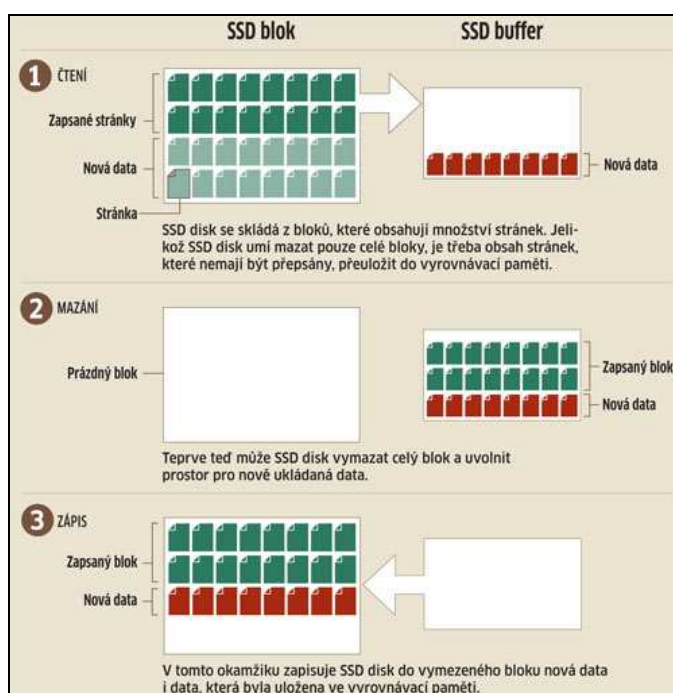 SSD blok
SSD buffer
1 ČTENÍ
Zapsané stránky
Nová data
Stránka
Nová data
SSD disk se skládá z bloků, které obsahují množství stránek. Jeli-
kož SSD disk umí mazat pouze celé bloky, je třeba obsah stránek,
které nemají být přepsány, přeuložit do vyrovnávací paměti.
2 MAZÁNÍ
Prázdný blok
Zapsaný blok
Nová data
Teprve teď může SSD disk vymazat celý blok a uvolnit
prostor pro nově ukládaná data.
3 ZÁPIS
Zapsaný blok
Nová data
V tomto okamžiku zapisuje SSD disk do vymezeného bloku nová data
i data, která byla uložena ve vyrovnávací paměti.